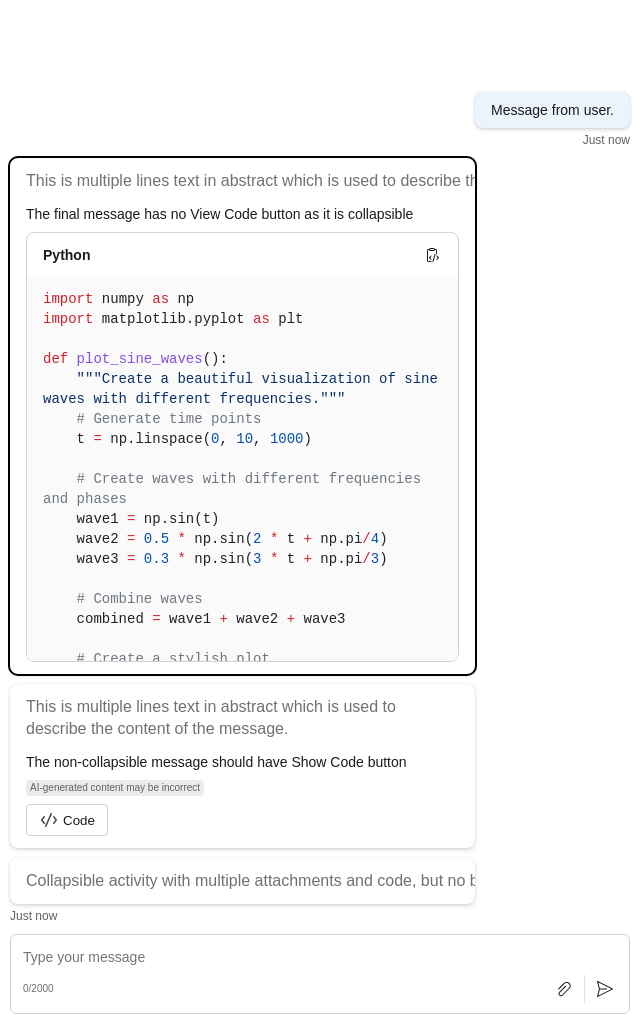 Message from user.
Just now
This is multiple lines text in abstract which is used to describe th
The final message has no View Code button as it is collapsible
Python
import numpy as np
import matplotlib.pyplot as plt
def plot_sine_waves():
"""Create a beautiful visualization of sine
waves with different frequencies."""
# Generate time points
t = np.linspace(0, 10, 1000)
# Create waves with different frequencies
and phases
wave1 = np.sin(t)
wave2 = 0.5 * np.sin(2 * t + np.pi/4)
wave3 = 0.3 * np.sin(3 * t + np.pi/3)
# Combine waves
combined = wave1 + wave2 + wave3
# Create a stylish plot
This is multiple lines text in abstract which is used to
describe the content of the message.
The non-collapsible message should have Show Code button
AI-generated content may be incorrect
Code
Collapsible activity with multiple attachments and code, but no b
Just now
Type your message
0/2000